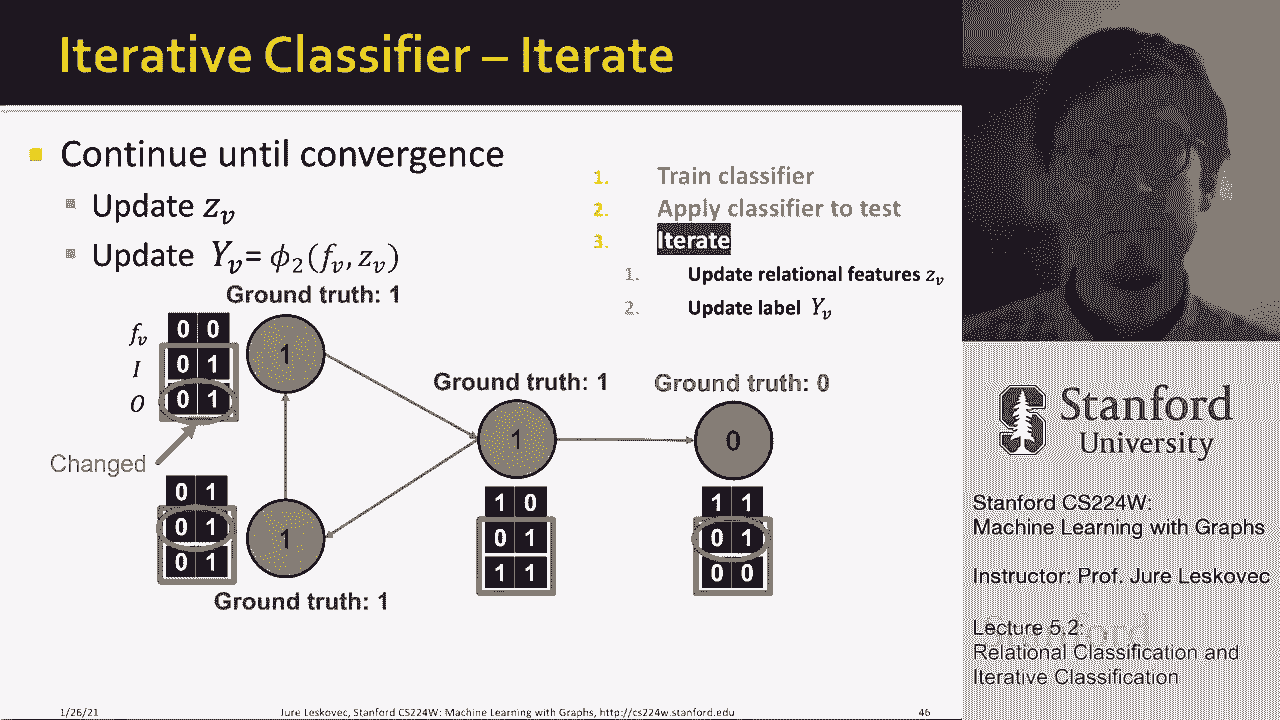 Iterative Classifier – Iterate
Continue until convergence
Update z_v
Update Y_v = ϕ_2(f_v, z_v)
1. Train classifier
2. Apply classifier to test
3. Iterate
1. Update relational features z_v
2. Update label Y_v
Ground truth: 1
f_v 0 0
I 0 1
O 0 1
1
Changed
0 1
0 1
0 1
1
Ground truth: 1
Ground truth: 1
1
1 0
0 1
1 1
Ground truth: 0
0
1 1
0 1
0 0
1/26/21
Jure Leskovec, Stanford CS224W: Machine Learning with Graphs, http://cs224w.stanford.edu
46
Stanford
University
Stanford CS224W:
Machine Learning with Graphs
Instructor: Prof. Jure Leskovec
Lecture 5.2:
Relational Classification and
Iterative Classification